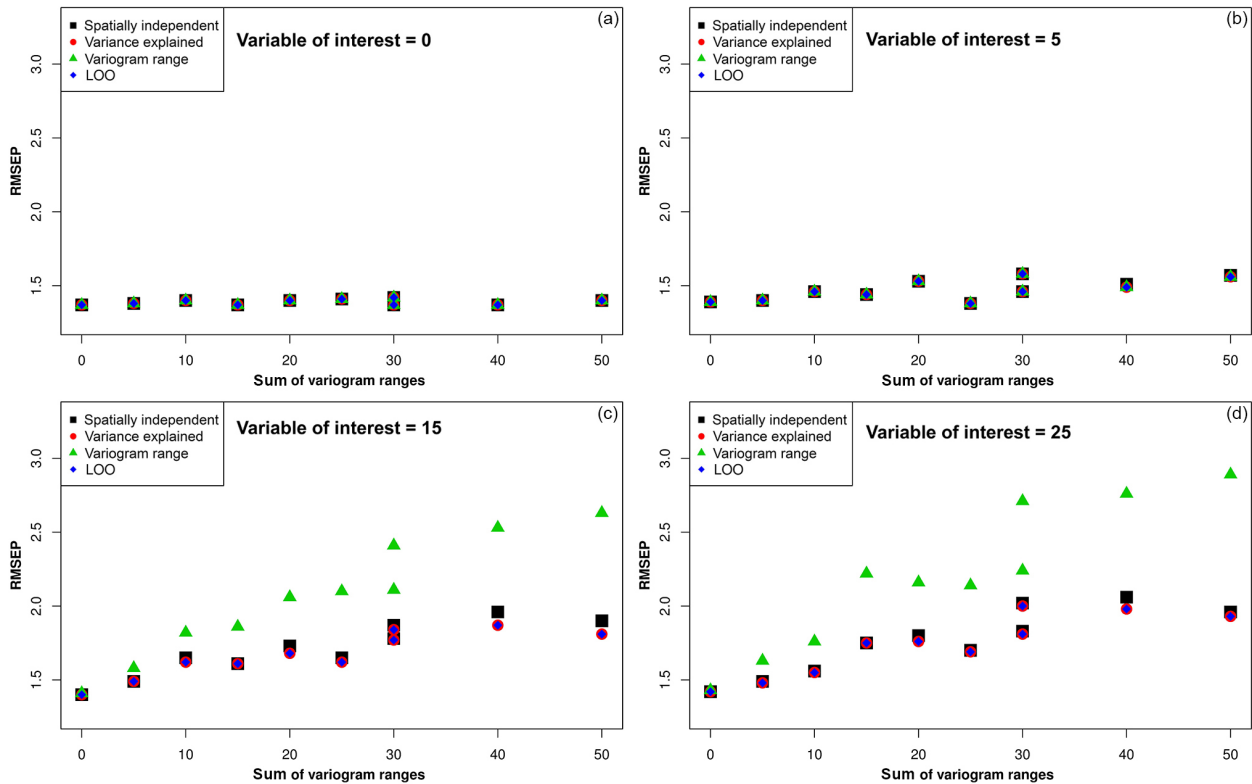 (a)
Spatially independent
Variance explained
Variogram range
LOO
Variable of interest = 0
RMSEP
3.0
2.5
2.0
1.5
0 10 20 30 40 50
Sum of variogram ranges
(b)
Spatially independent
Variance explained
Variogram range
LOO
Variable of interest = 5
RMSEP
3.0
2.5
2.0
1.5
0 10 20 30 40 50
Sum of variogram ranges
(c)
Spatially independent
Variance explained
Variogram range
LOO
Variable of interest = 15
RMSEP
3.0
2.5
2.0
1.5
0 10 20 30 40 50
Sum of variogram ranges
(d)
Spatially independent
Variance explained
Variogram range
LOO
Variable of interest = 25
RMSEP
3.0
2.5
2.0
1.5
0 10 20 30 40 50
Sum of variogram ranges